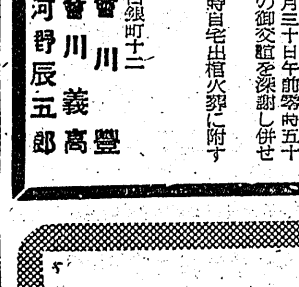 月三十日午前零時五十
の御交誼を深謝し併せ
時自宅出棺火葬に附す
銀町十二
川豐
川義高
河野辰五郎